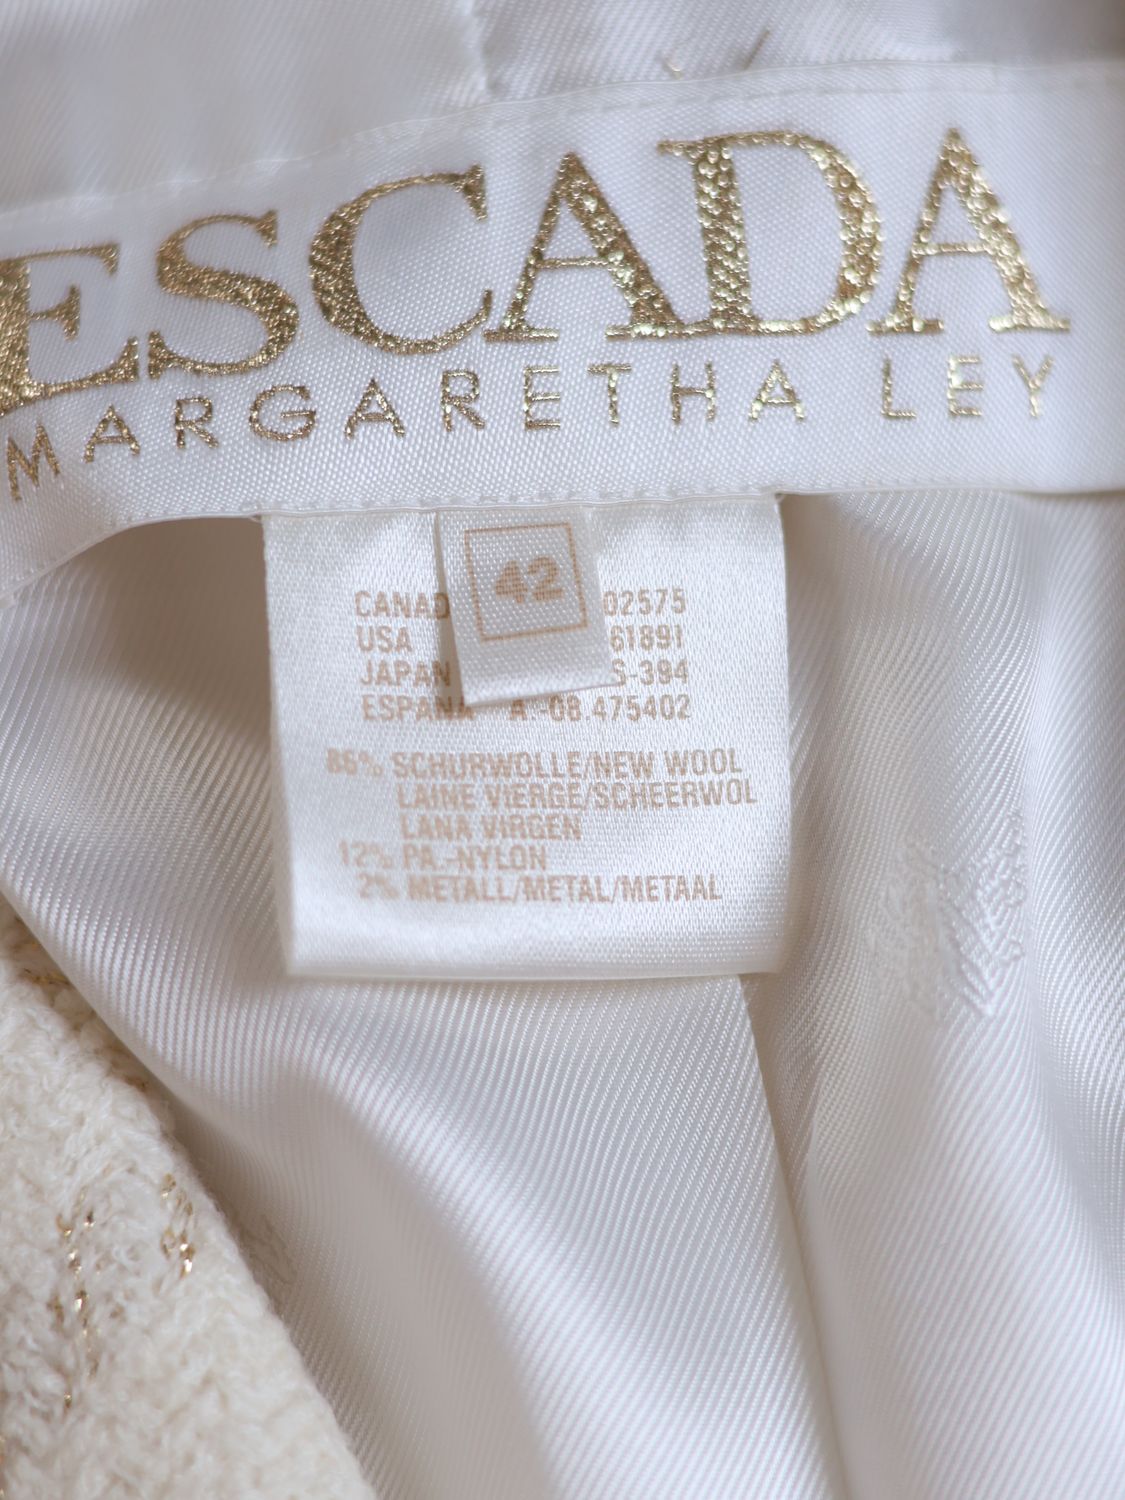 ESCADA
MARGARETHA LEY
42
CANAD 02575
USA 61891
JAPAN S-394
ESPANA A.-08.475402
86% SCHURWOLLE/NEW WOOL
LAINE VIERGE/SCHEERWOL
LANA VIRGEN
12% PA.-NYLON
2% METALL/METAL/METAAL